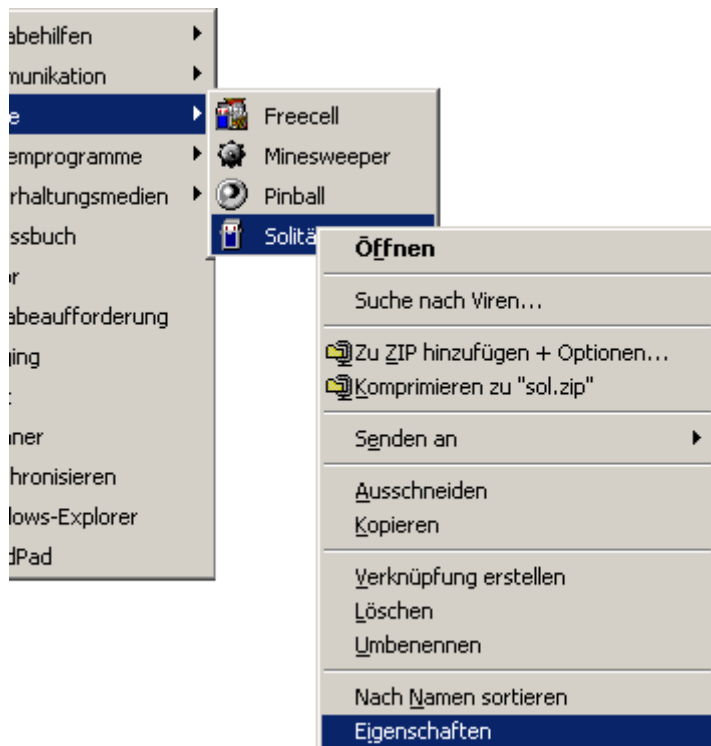 abehilfen
munikation
e
emprogramme
rhaltungsmedien
ssbuch
or
abeaufforderung
ging
t
nner
hronisieren
lows-Explorer
dPad
Freecell
Minesweeper
Pinball
Solitä
Öffnen
Suche nach Viren...
Zu ZIP hinzufügen + Optionen...
Komprimieren zu "sol.zip"
Senden an
Ausschneiden
Kopieren
Verknüpfung erstellen
Löschen
Umbenennen
Nach Namen sortieren
Eigenschaften